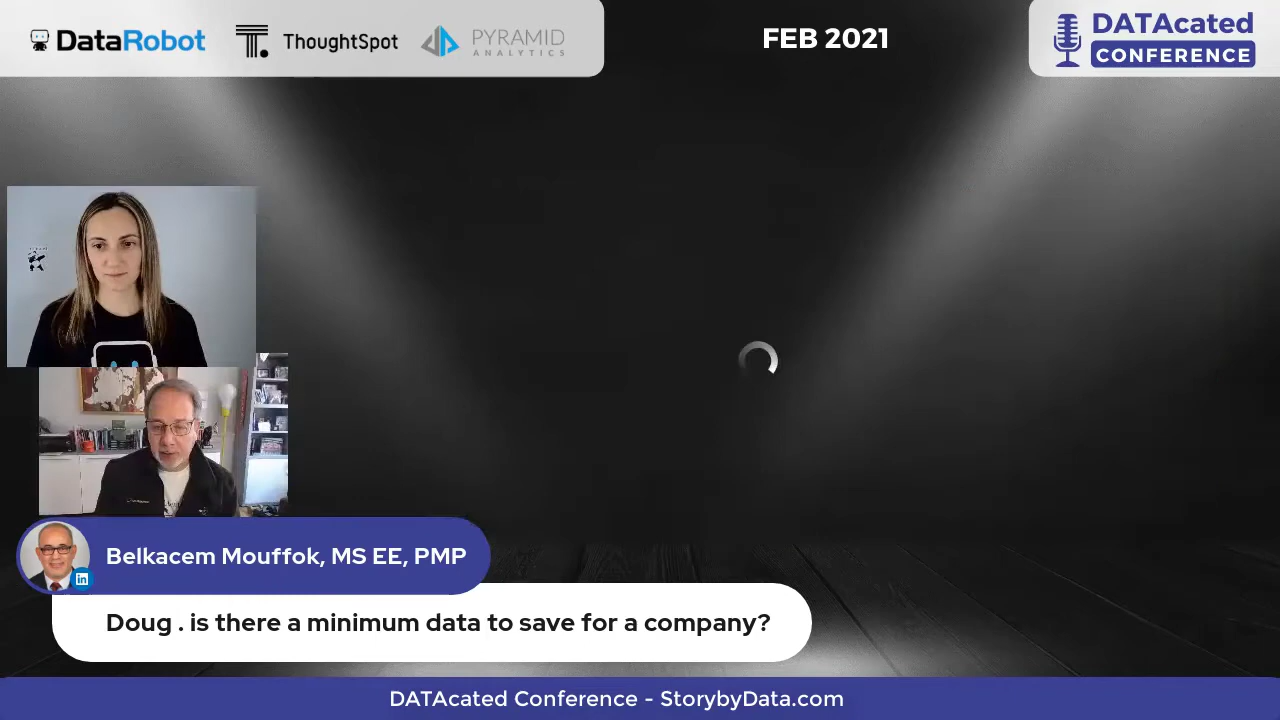 DataRobot
ThoughtSpot
PYRAMID
ANALYTICS
FEB 2021
DATAcated
CONFERENCE
Belkacem Mouffok, MS EE, PMP
in
Doug . is there a minimum data to save for a company?
DATAcated Conference - StorybyData.com